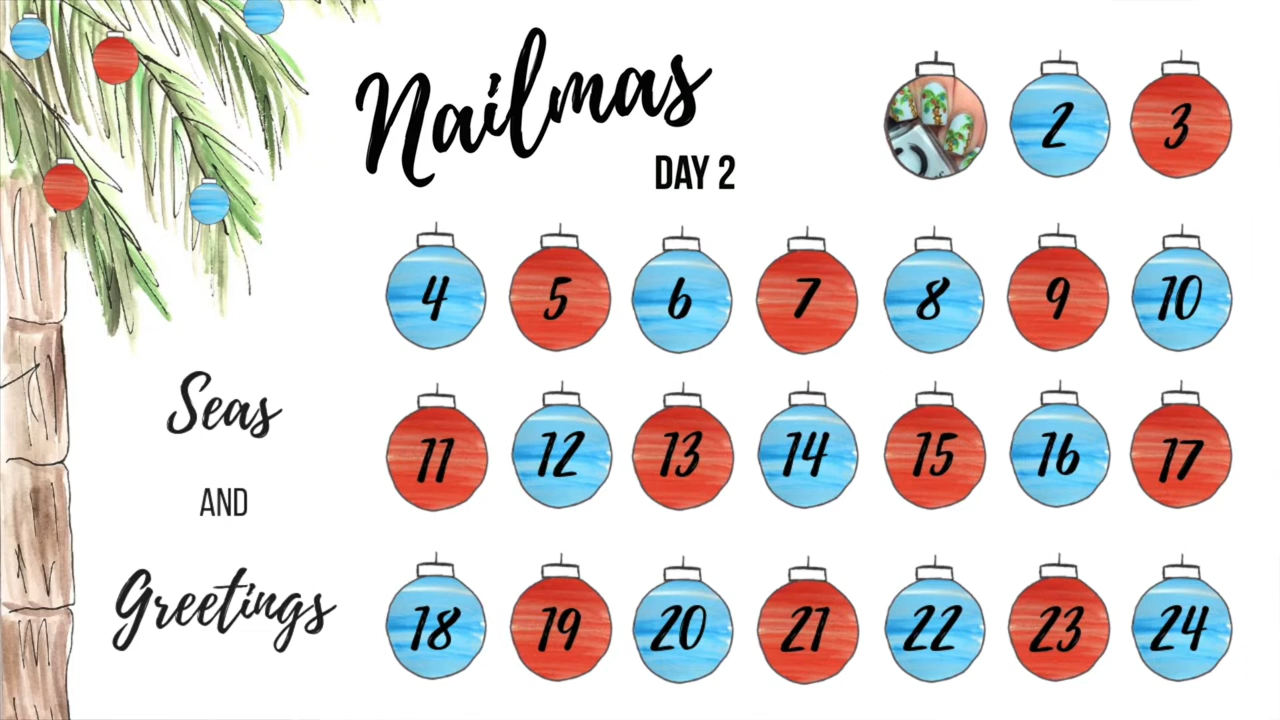 Nailmas
DAY 2
2 3
4 5 6 7 8 9 10
Seas
11 12 13 14 15 16 17
AND
Greetings
18 19 20 21 22 23 24